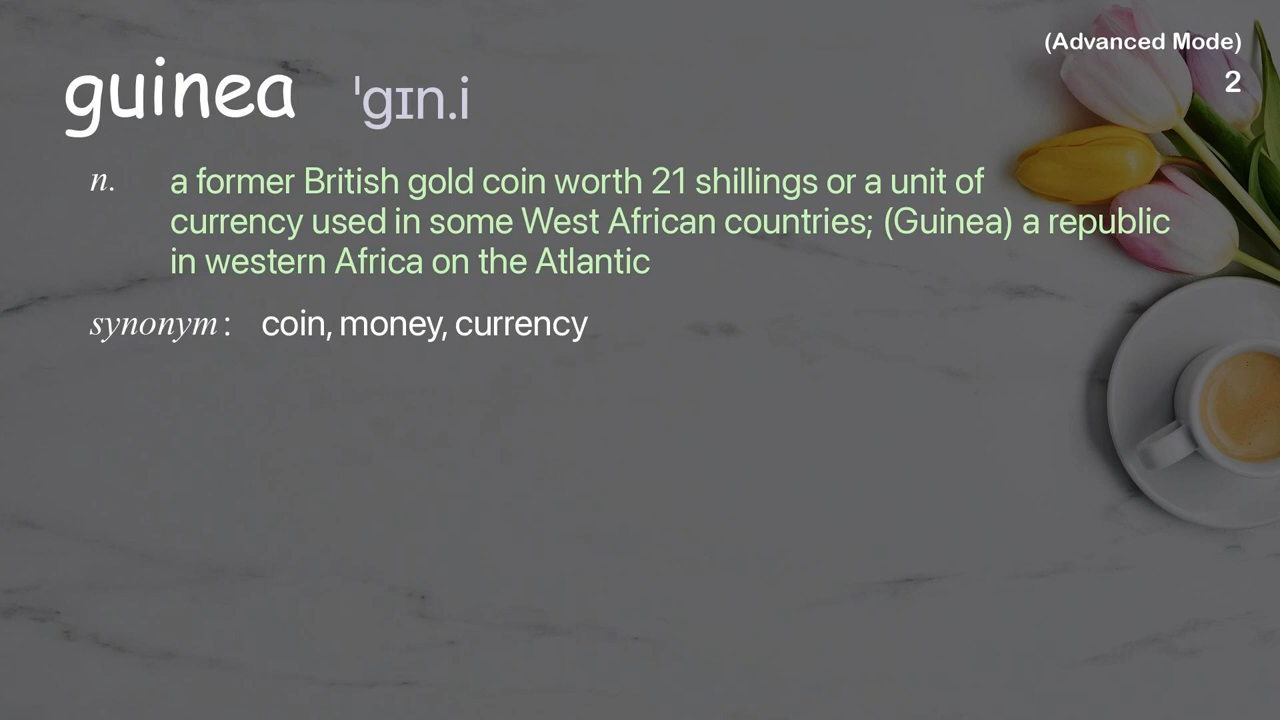 (Advanced Mode)
2
guinea ˈɡɪn.i
n. a former British gold coin worth 21 shillings or a unit of
currency used in some West African countries; (Guinea) a republic
in western Africa on the Atlantic
synonym: coin, money, currency